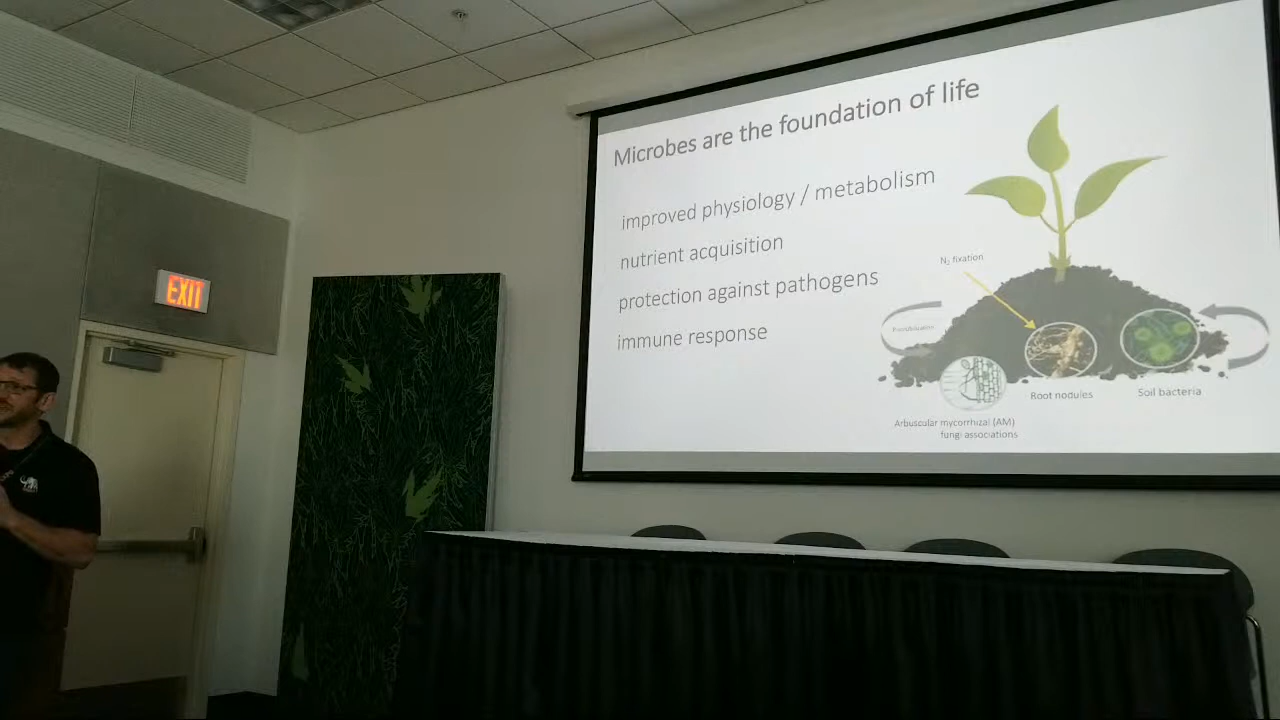 Microbes are the foundation of life
improved physiology / metabolism
nutrient acquisition
protection against pathogens
immune response
N₂ fixation
Root nodules
Soil bacteria
Arbuscular mycorrhizal (AM)
fungi associations
EXIT